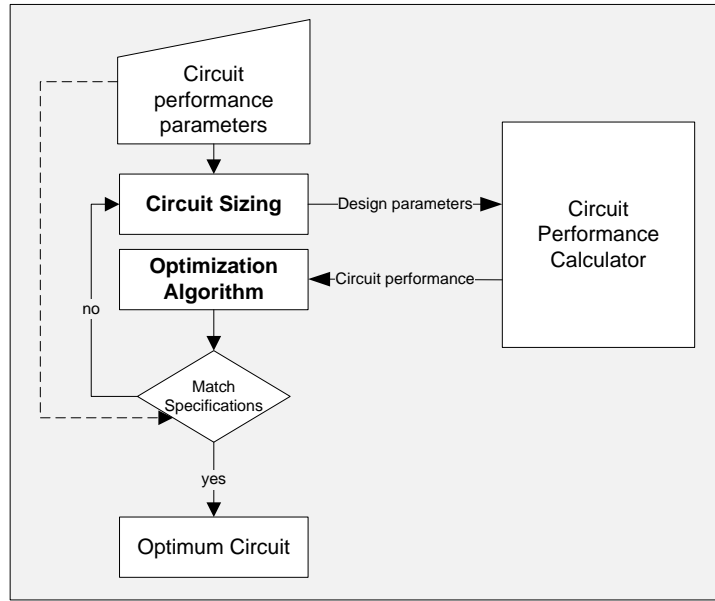 Circuit
performance
parameters
Circuit Sizing
Design parameters
Circuit
Performance
Calculator
Optimization
Algorithm
Circuit performance
no
Match
Specifications
yes
Optimum Circuit